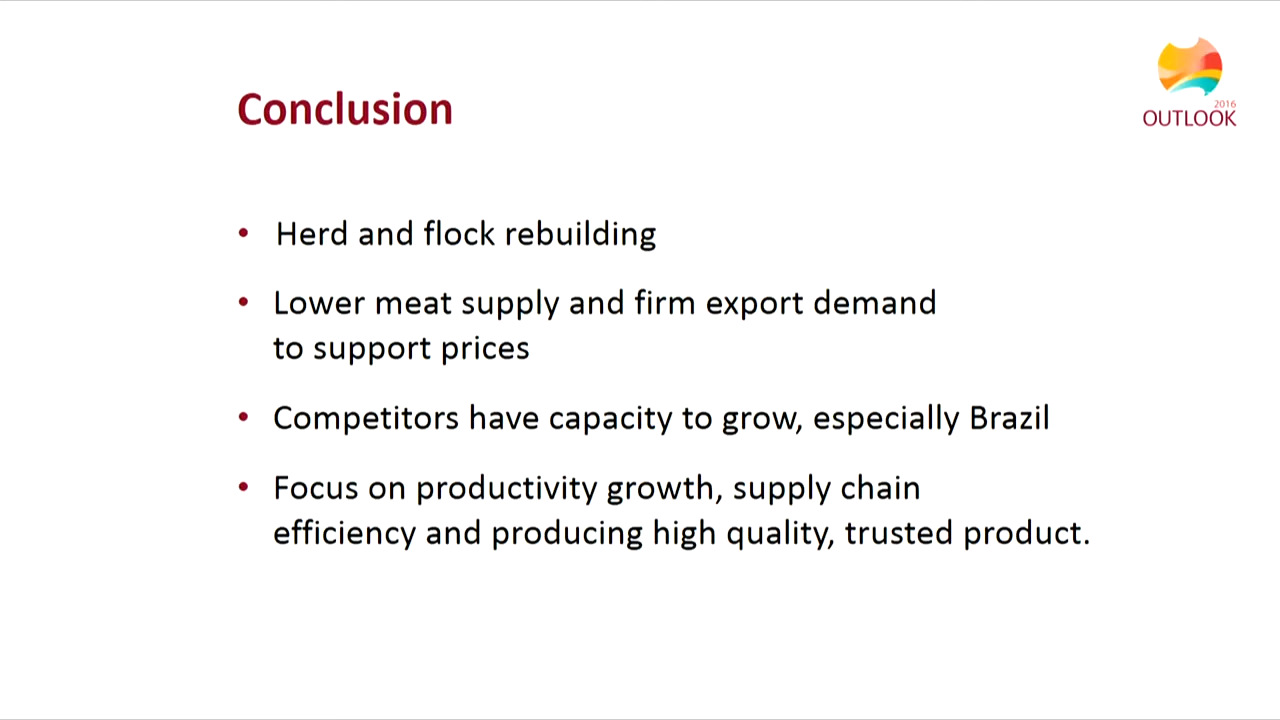 2016
OUTLOOK
Conclusion
• Herd and flock rebuilding
• Lower meat supply and firm export demand
to support prices
• Competitors have capacity to grow, especially Brazil
• Focus on productivity growth, supply chain
efficiency and producing high quality, trusted product.